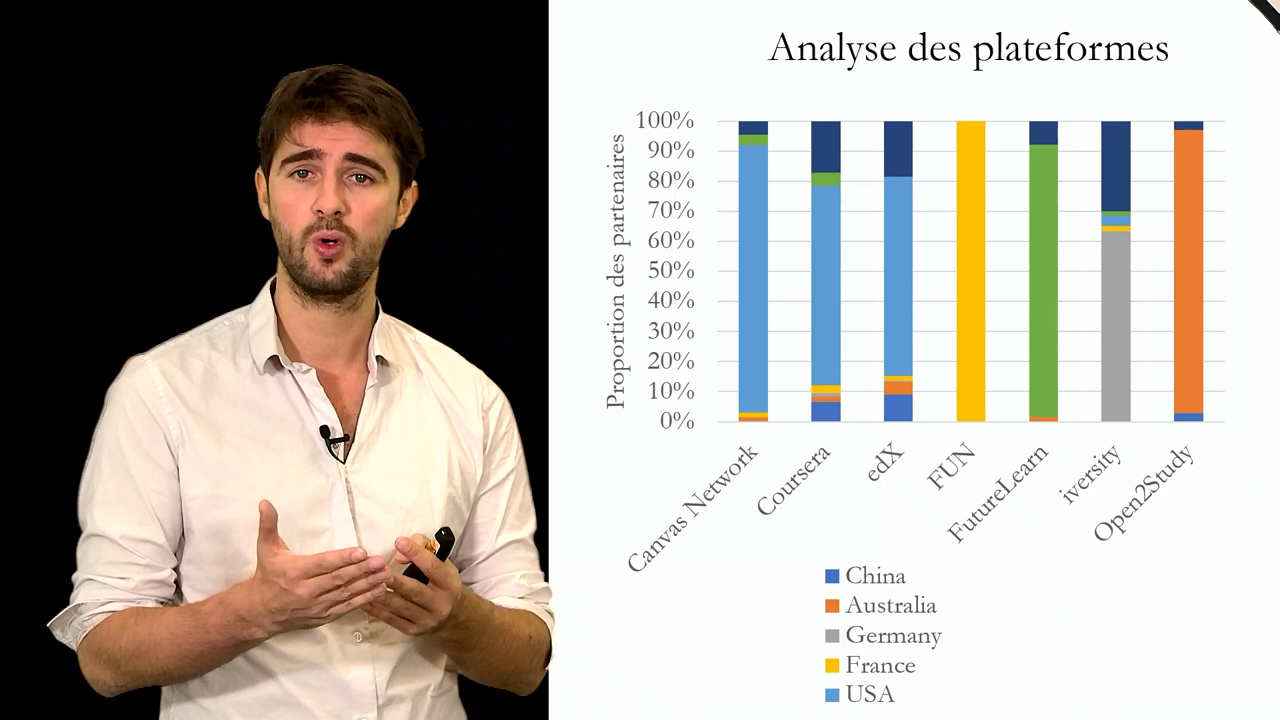 Analyse des plateformes
Proportion des partenaires
100%
90%
80%
70%
60%
50%
40%
30%
20%
10%
0%
Canvas Network
Coursera
edX
FUN
FutureLearn
iversity
Open2Study
China
Australia
Germany
France
USA